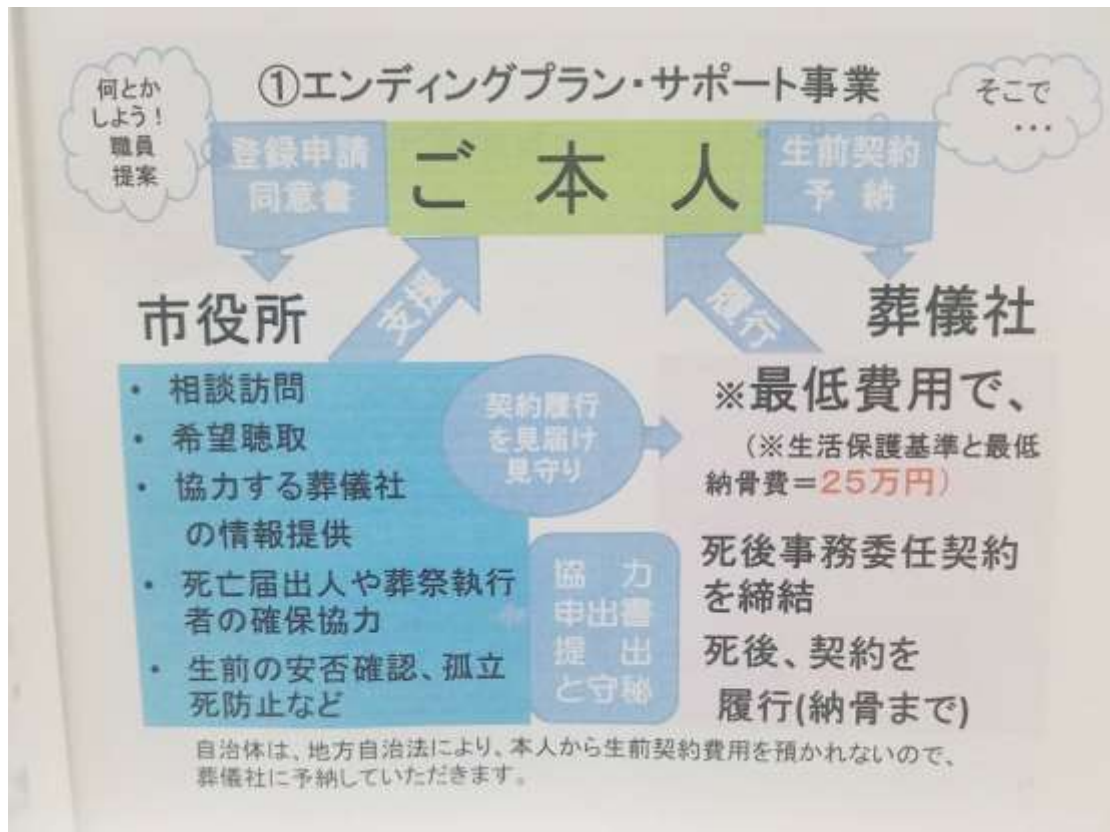 ①エンディングプラン・サポート事業
何とか
しよう!
職員
提案
そこで
・・・
登録申請
同意書
ご本人
生前契約
予納
市役所
支援
履行
葬儀社
・ 相談訪問
・ 希望聴取
・ 協力する葬儀社
の情報提供
・ 死亡届出人や葬祭執行
者の確保協力
・ 生前の安否確認、孤立
死防止など
契約履行
を見届け
見守り
協力
申出書
提出
と守秘
※最低費用で、
(※生活保護基準と最低
納骨費=25万円)
死後事務委任契約
を締結
死後、契約を
履行(納骨まで)
自治体は、地方自治法により、本人から生前契約費用を預かれないので、
葬儀社に予納していただきます。